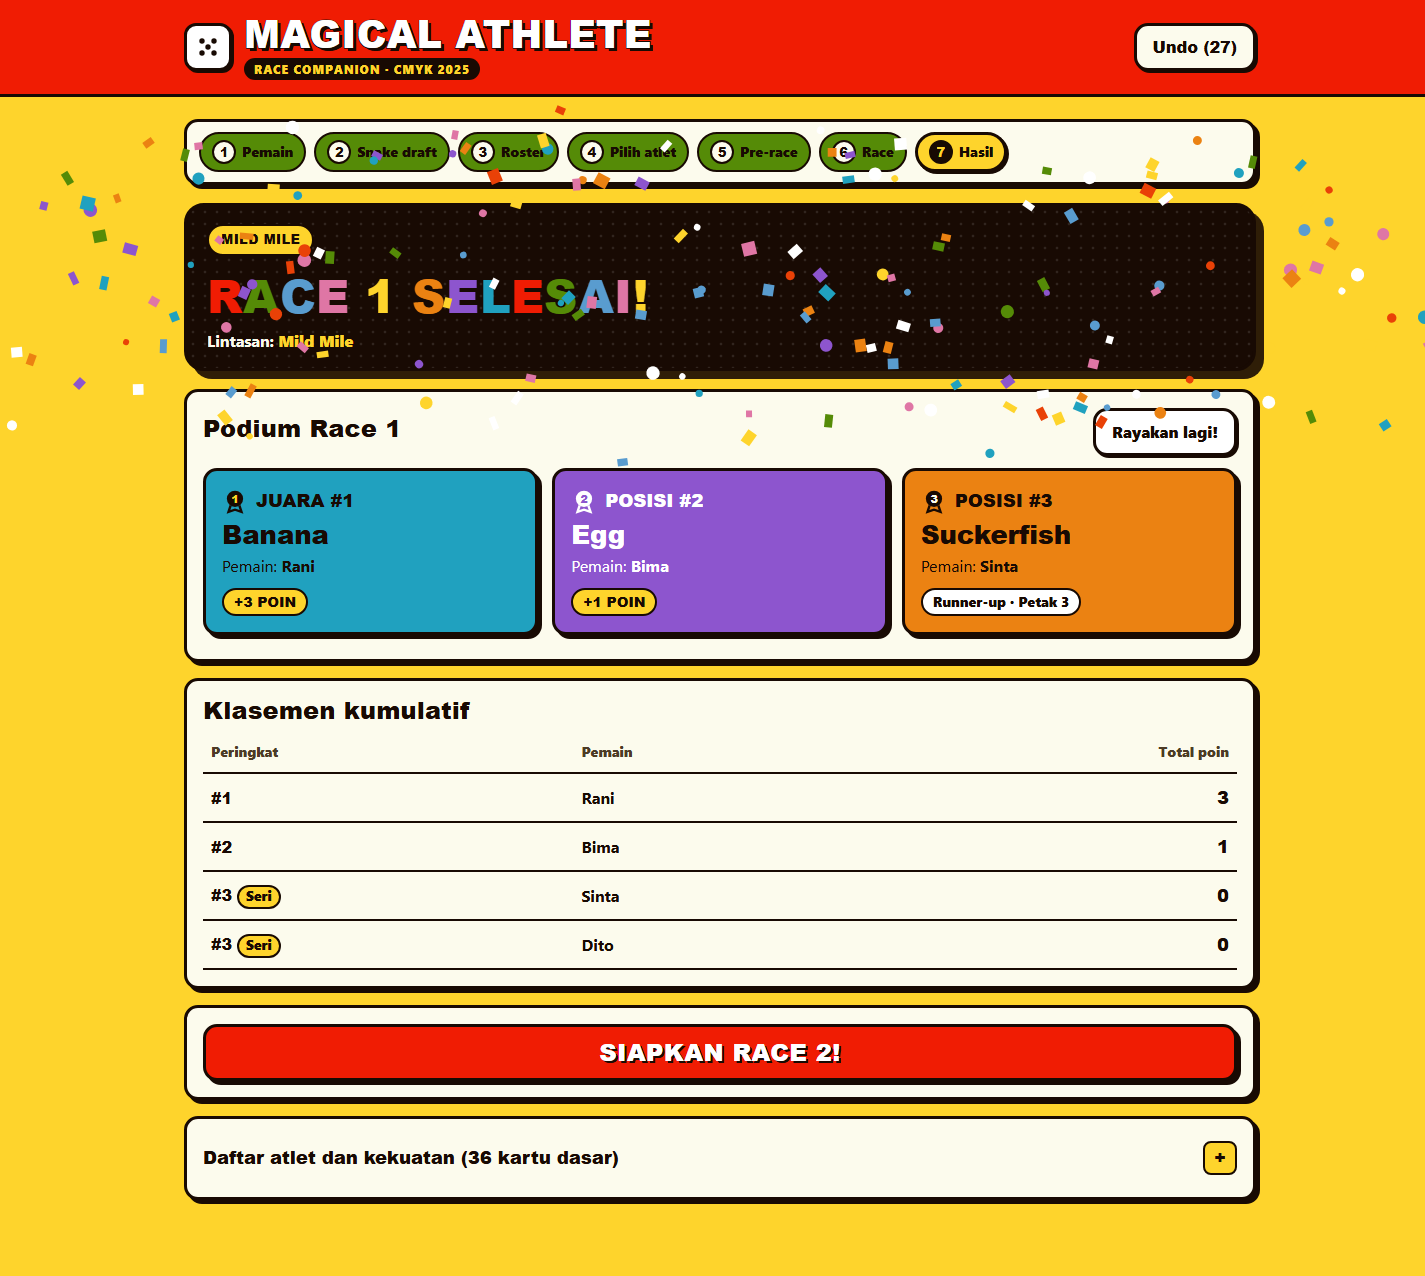 MAGICAL ATHLETE
RACE COMPANION · CMYK 2025
Undo (27)
1 Pemain
2 Snake draft
3 Roster
4 Pilih atlet
5 Pre-race
6 Race
7 Hasil
MILD MILE
RACE 1 SELESAI!
Lintasan: Mild Mile
Podium Race 1
Rayakan lagi!
1 JUARA #1
Banana
Pemain: Rani
+3 POIN
2 POSISI #2
Egg
Pemain: Bima
+1 POIN
3 POSISI #3
Suckerfish
Pemain: Sinta
Runner-up · Petak 3
Klasemen kumulatif
Peringkat Pemain Total poin
#1 Rani 3
#2 Bima 1
#3 Seri Sinta 0
#3 Seri Dito 0
SIAPKAN RACE 2!
Daftar atlet dan kekuatan (36 kartu dasar)
+